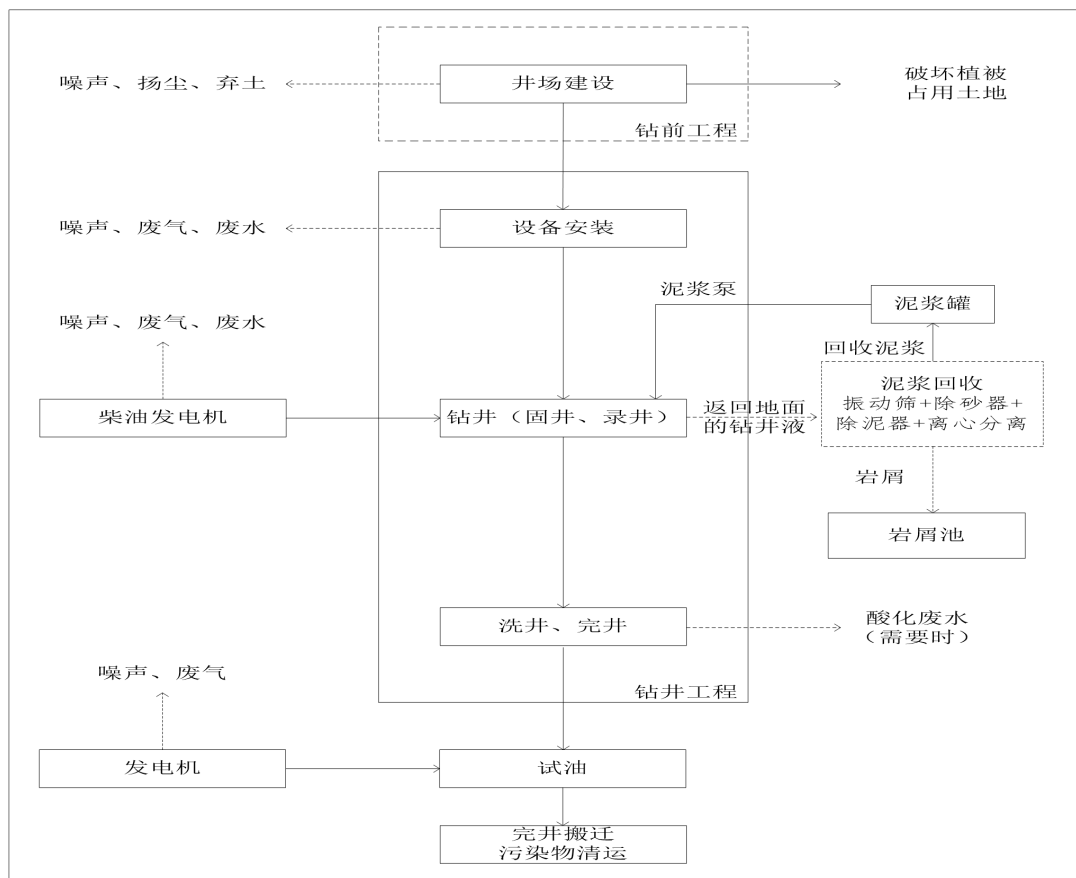 噪声、扬尘、弃土
井场建设
破坏植被
占用土地
钻前工程
噪声、废气、废水
设备安装
泥浆泵
泥浆罐
噪声、废气、废水
回收泥浆
泥浆回收
振动筛+除砂器+
除泥器+离心分离
柴油发电机
钻井（固井、录井）
返回地面
的钻井液
岩屑
岩屑池
洗井、完井
酸化废水
（需要时）
噪声、废气
钻井工程
发电机
试油
完井搬迁
污染物清运